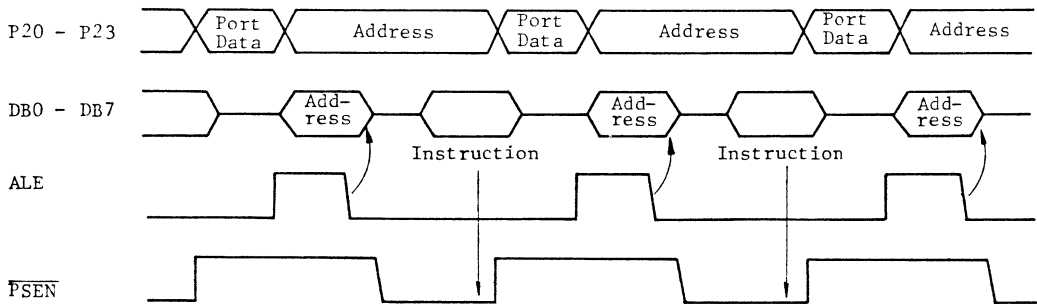 P20 - P23
Port Data
Address
Port Data
Address
Port Data
Address
DB0 - DB7
Add-
ress
Add-
ress
Add-
ress
Instruction
Instruction
ALE
PSEN